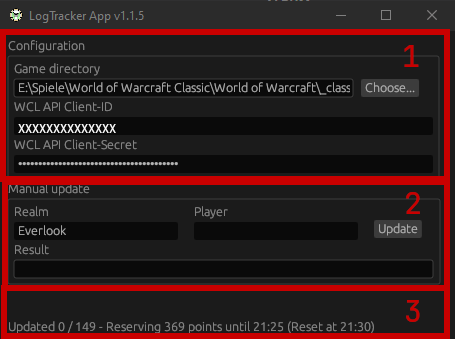 LogTracker App v1.1.5
Configuration
1
Game directory
E:\Spiele\World of Warcraft Classic\World of Warcraft\_class Choose...
WCL API Client-ID
XXXXXXXXXXXXXX
WCL API Client-Secret
••••••••••••••••••••••••••••••••••••••••
Manual update
2
Realm Player
Everlook Update
Result
3
Updated 0 / 149 - Reserving 369 points until 21:25 (Reset at 21:30)